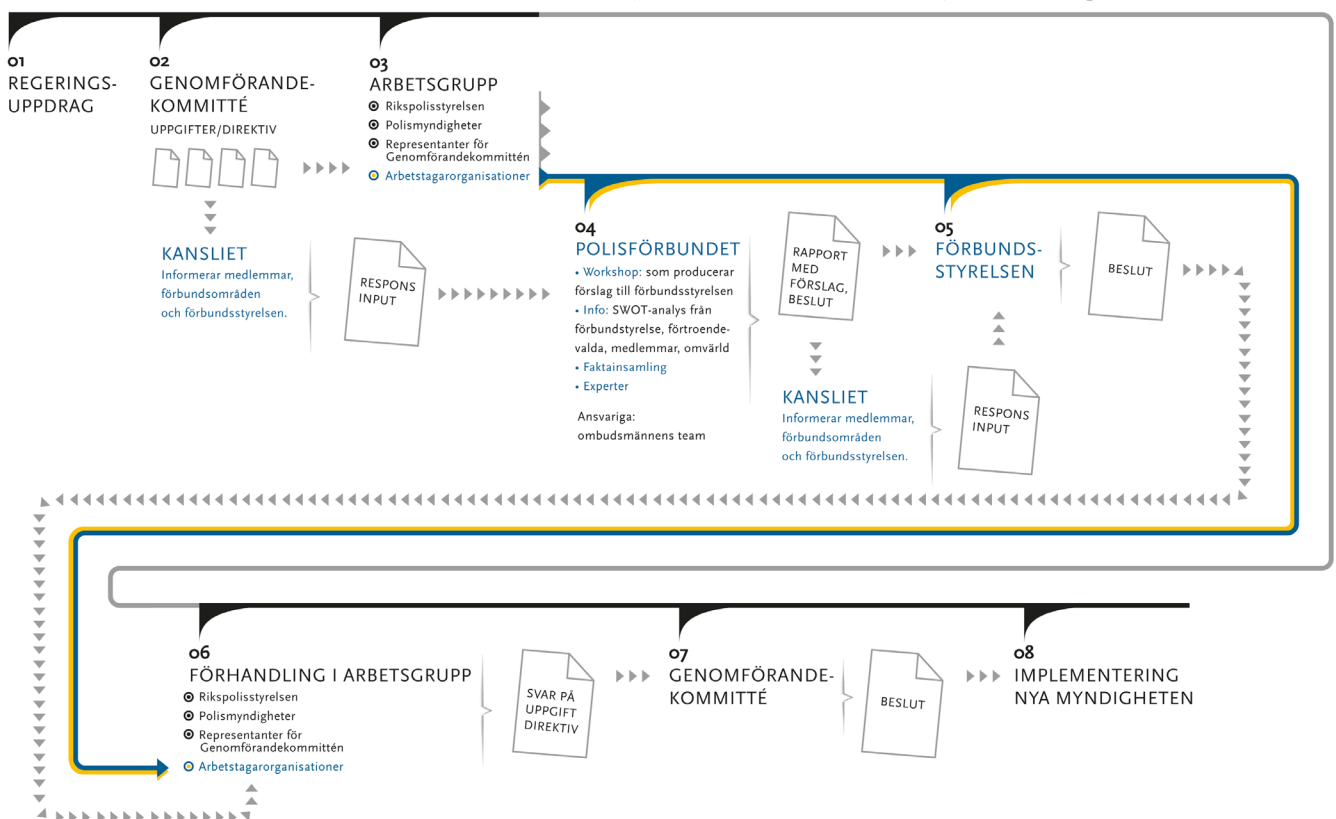 01
REGERINGS-
UPPDRAG
02
GENOMFÖRANDE-
KOMMITTÉ
UPPGIFTER/DIREKTIV
03
ARBETSGRUPP
Rikspolisstyrelsen
Polismyndigheter
Representanter för
Genomförandekommittén
Arbetstagarorganisationer
KANSLIET
Informerar medlemmar,
förbundsområden
och förbundsstyrelsen.
RESPONS
INPUT
04
POLISFÖRBUNDET
• Workshop: som producerar
förslag till förbundsstyrelsen
• Info: SWOT-analys från
förbundstyrelse, förtroende-
valda, medlemmar, omvärld
• Faktainsamling
• Experter
Ansvariga:
ombudsmännens team
RAPPORT
MED
FÖRSLAG,
BESLUT
KANSLIET
Informerar medlemmar,
förbundsområden
och förbundsstyrelsen.
05
FÖRBUNDS-
STYRELSEN
BESLUT
RESPONS
INPUT
06
FÖRHANDLING I ARBETSGRUPP
Rikspolisstyrelsen
Polismyndigheter
Representanter för
Genomförandekommittén
Arbetstagarorganisationer
SVAR PÅ
UPPGIFT
DIREKTIV
07
GENOMFÖRANDE-
KOMMITTÉ
BESLUT
08
IMPLEMENTERING
NYA MYNDIGHETEN